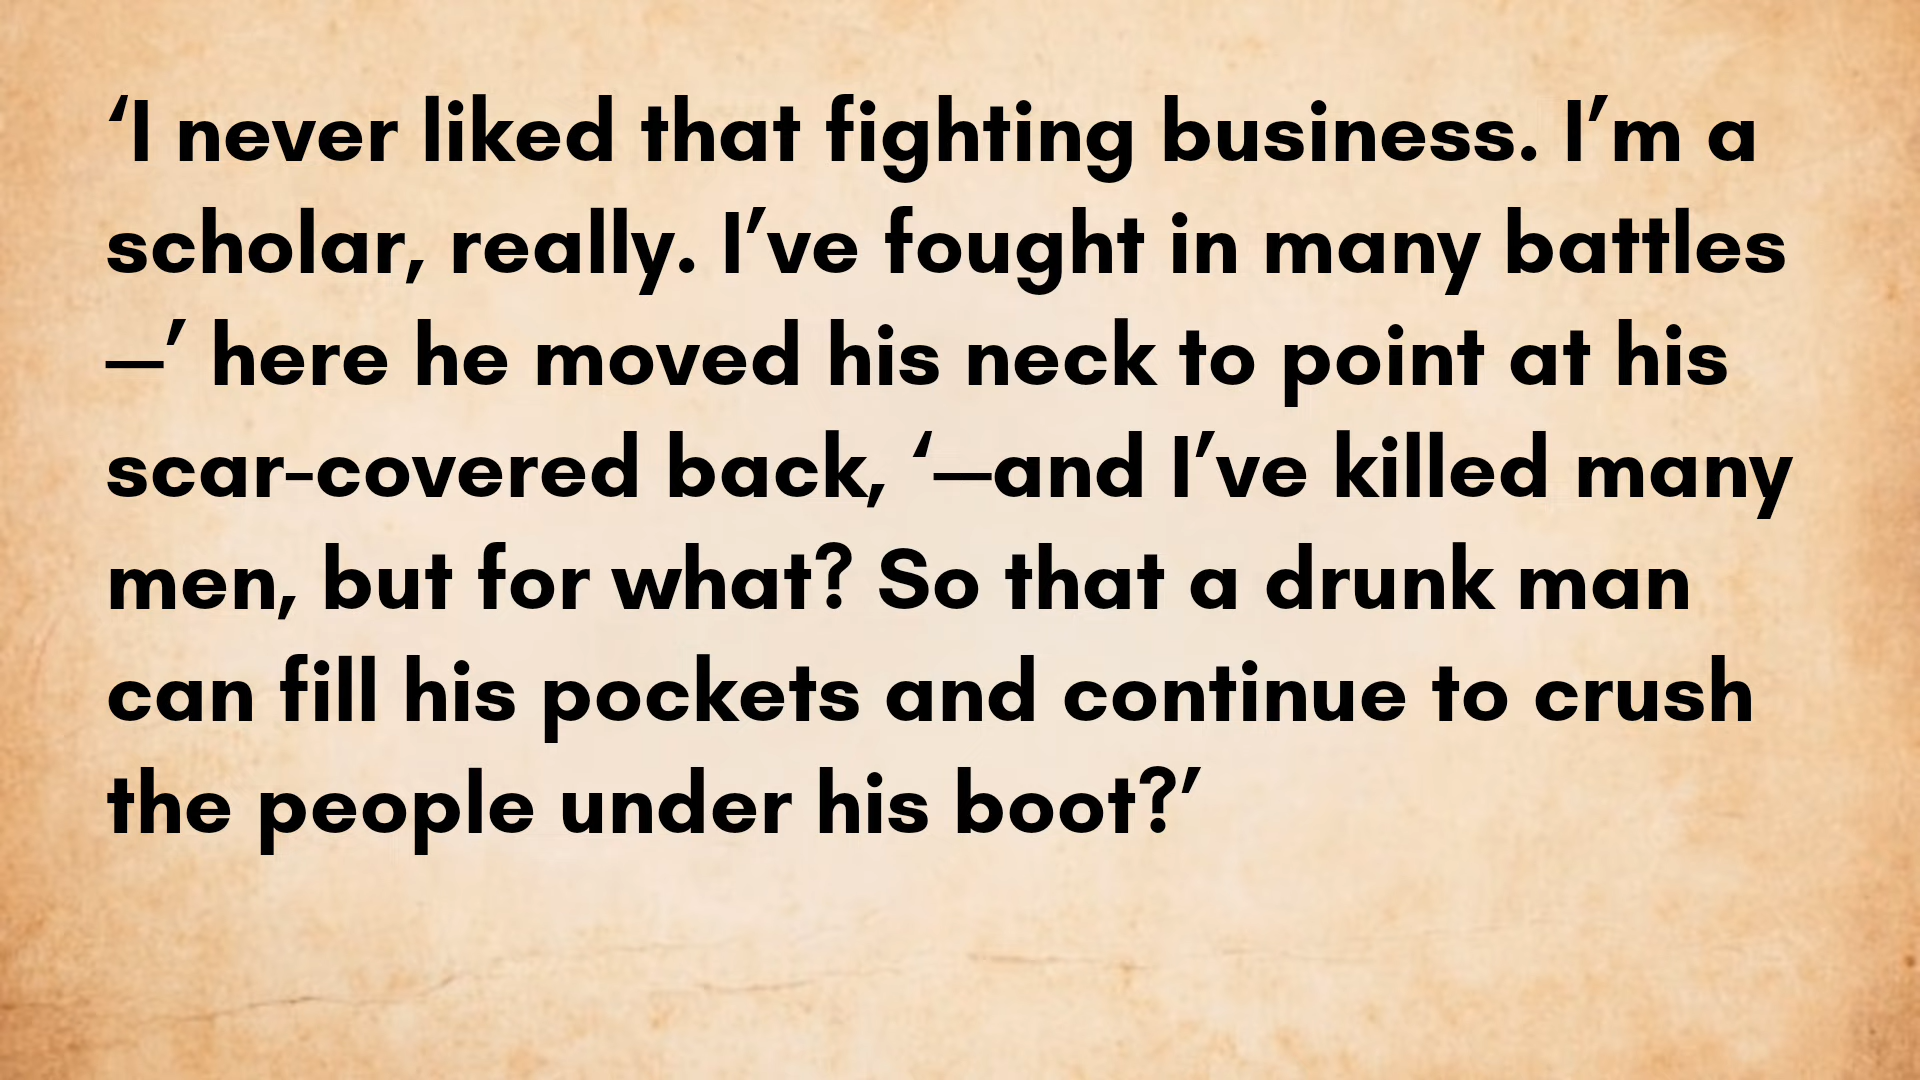 ‘I never liked that fighting business. I’m a
scholar, really. I’ve fought in many battles
—’ here he moved his neck to point at his
scar-covered back, ‘—and I’ve killed many
men, but for what? So that a drunk man
can fill his pockets and continue to crush
the people under his boot?’